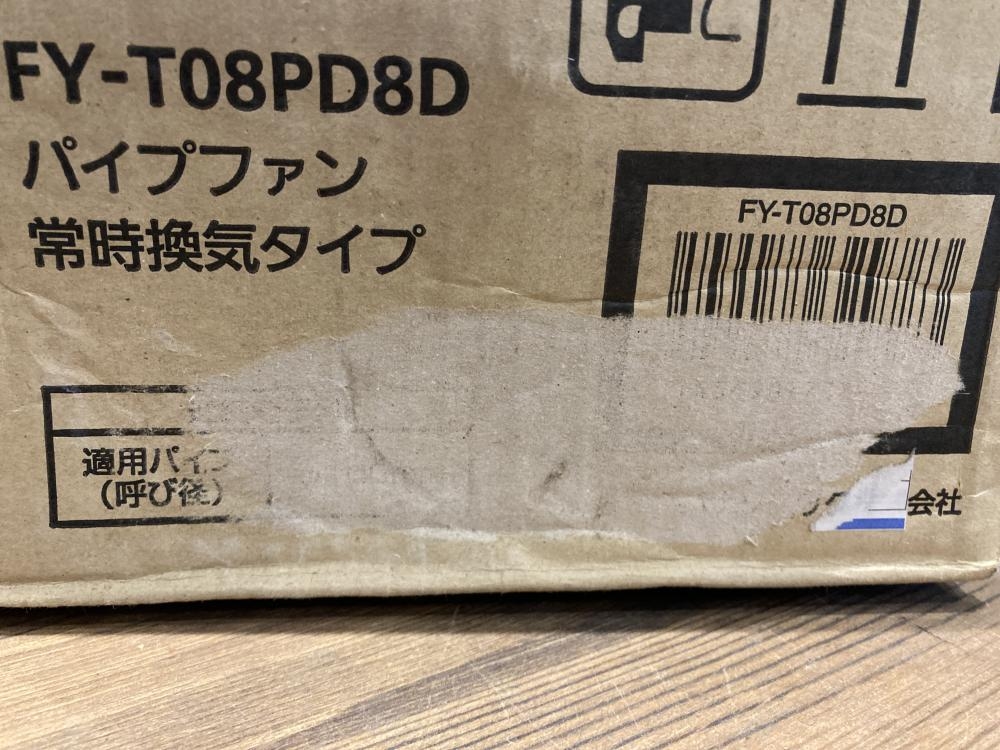 FY-T08PD8D
パイプファン
常時換気タイプ
FY-T08PD8D
適用パイプ
(呼び径)
会社